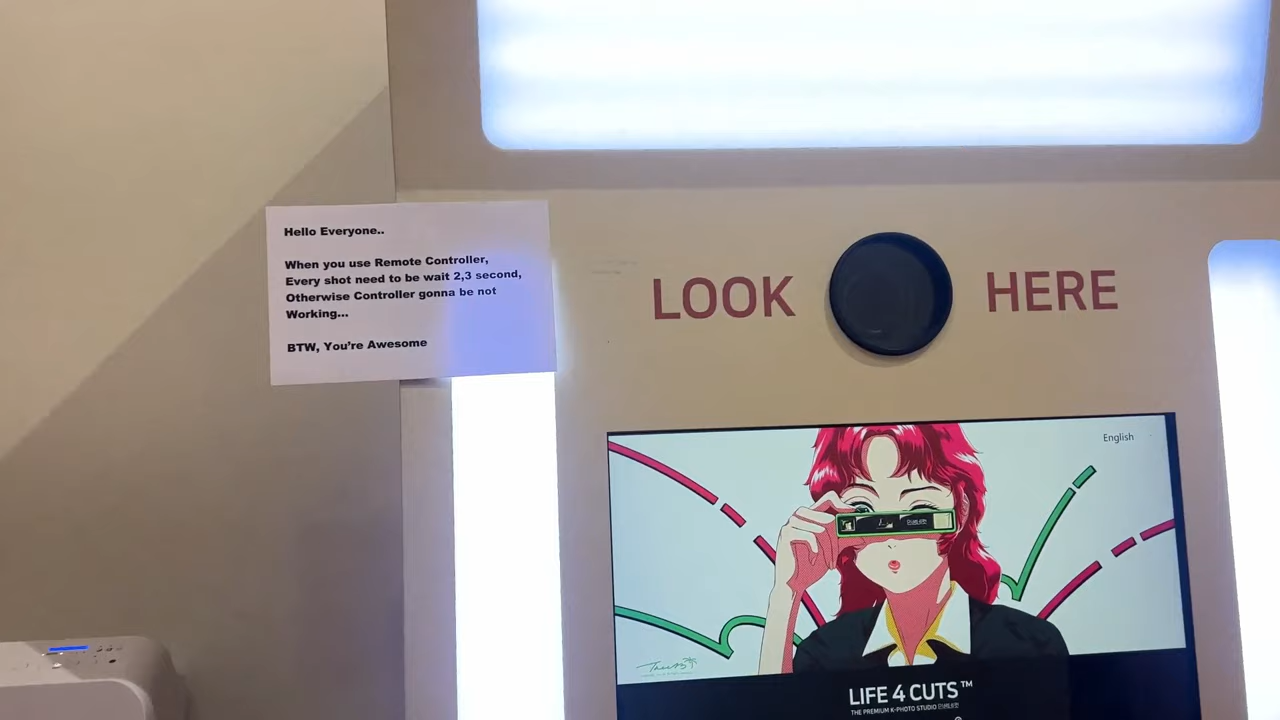 Hello Everyone..
When you use Remote Controller,
Every shot need to be wait 2,3 second,
Otherwise Controller gonna be not
Working...
BTW, You're Awesome
LOOK HERE
English
LIFE 4 CUTS™
THE PREMIUM K-PHOTO STUDIO